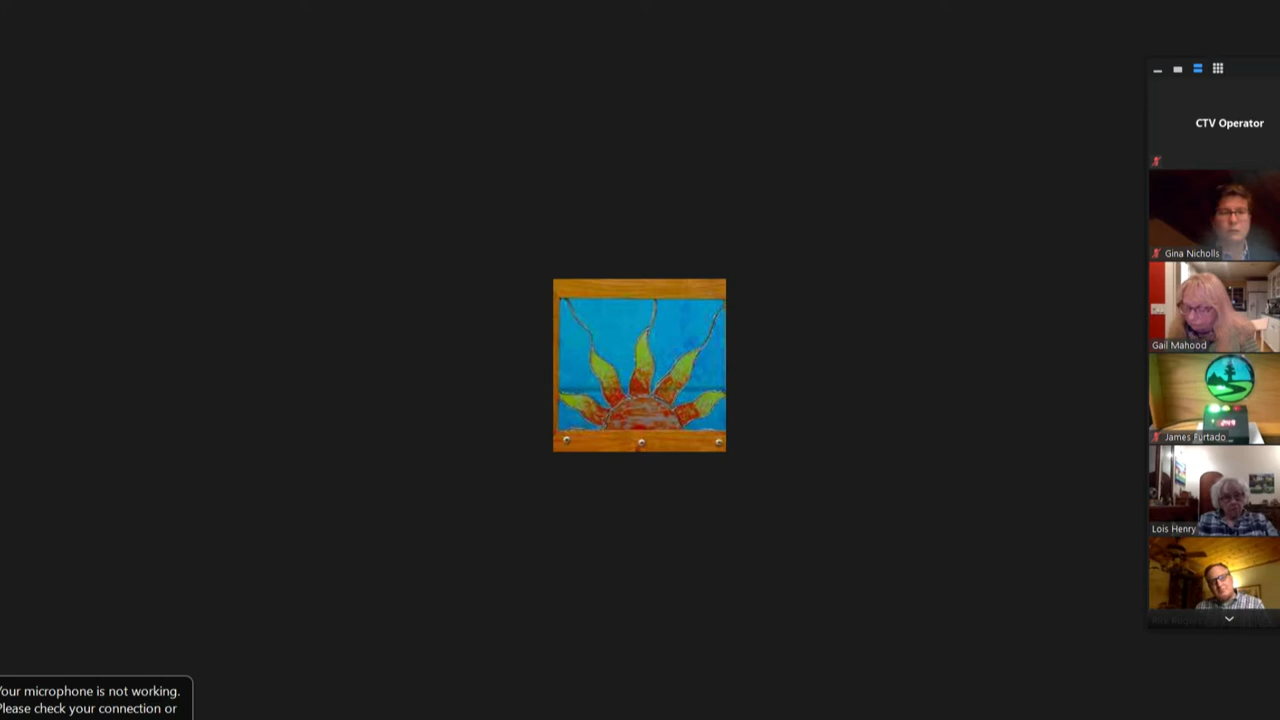 CTV Operator
Gina Nicholls
Gail Mahood
James Furtado
Lois Henry
our microphone is not working.
Please check your connection or